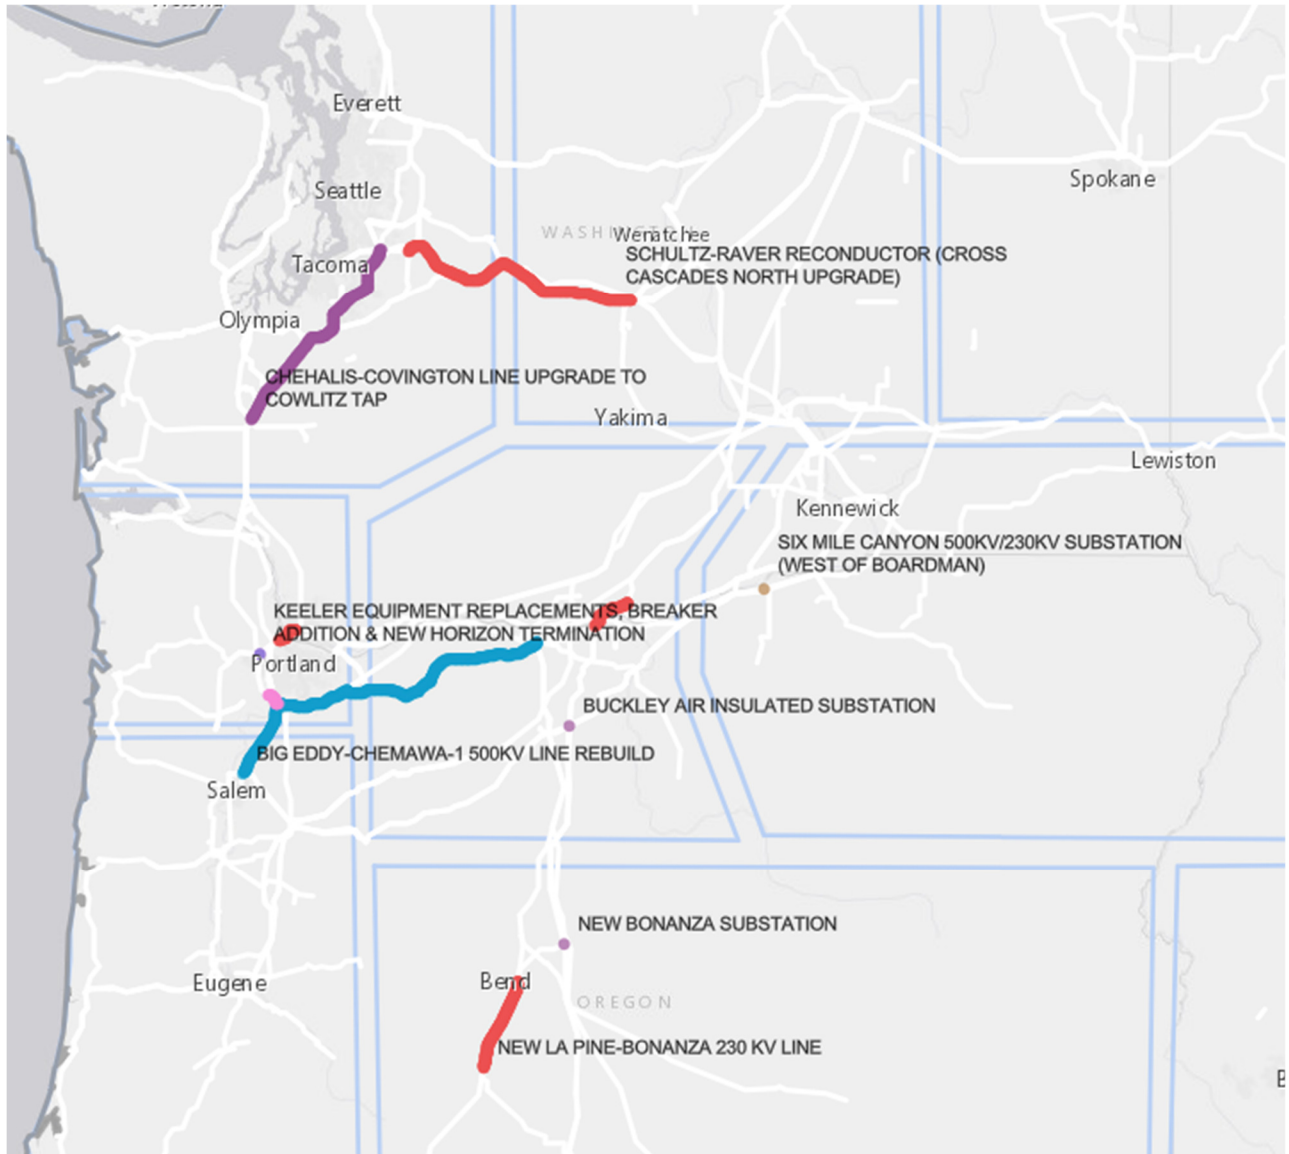 Everett
Seattle
Spokane
WASHINGTON
Wenatchee
SCHULTZ-RAVER RECONDUCTOR (CROSS
CASCADES NORTH UPGRADE)
Tacoma
Olympia
CHEHALIS-COVINGTON LINE UPGRADE TO
COWLITZ TAP
Yakima
Lewiston
Kennewick
SIX MILE CANYON 500KV/230KV SUBSTATION
(WEST OF BOARDMAN)
KEELER EQUIPMENT REPLACEMENTS, BREAKER
ADDITION & NEW HORIZON TERMINATION
Portland
BUCKLEY AIR INSULATED SUBSTATION
BIG EDDY-CHEMAWA-1 500KV LINE REBUILD
Salem
NEW BONANZA SUBSTATION
Eugene
Bend
OREGON
NEW LA PINE-BONANZA 230 KV LINE